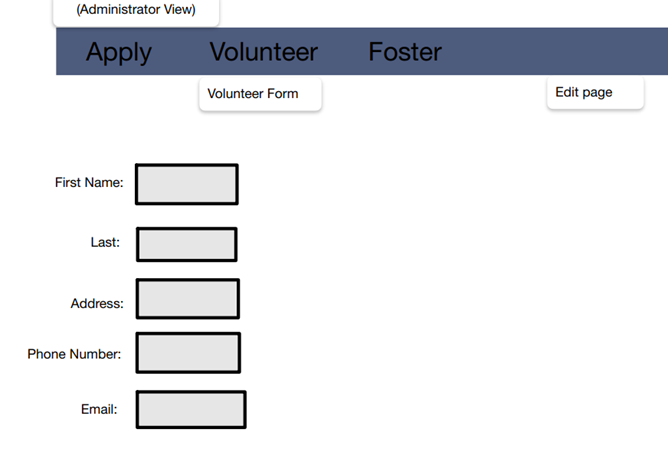 (Administrator View)
Apply Volunteer Foster
Volunteer Form
Edit page
First Name:
Last:
Address:
Phone Number:
Email: